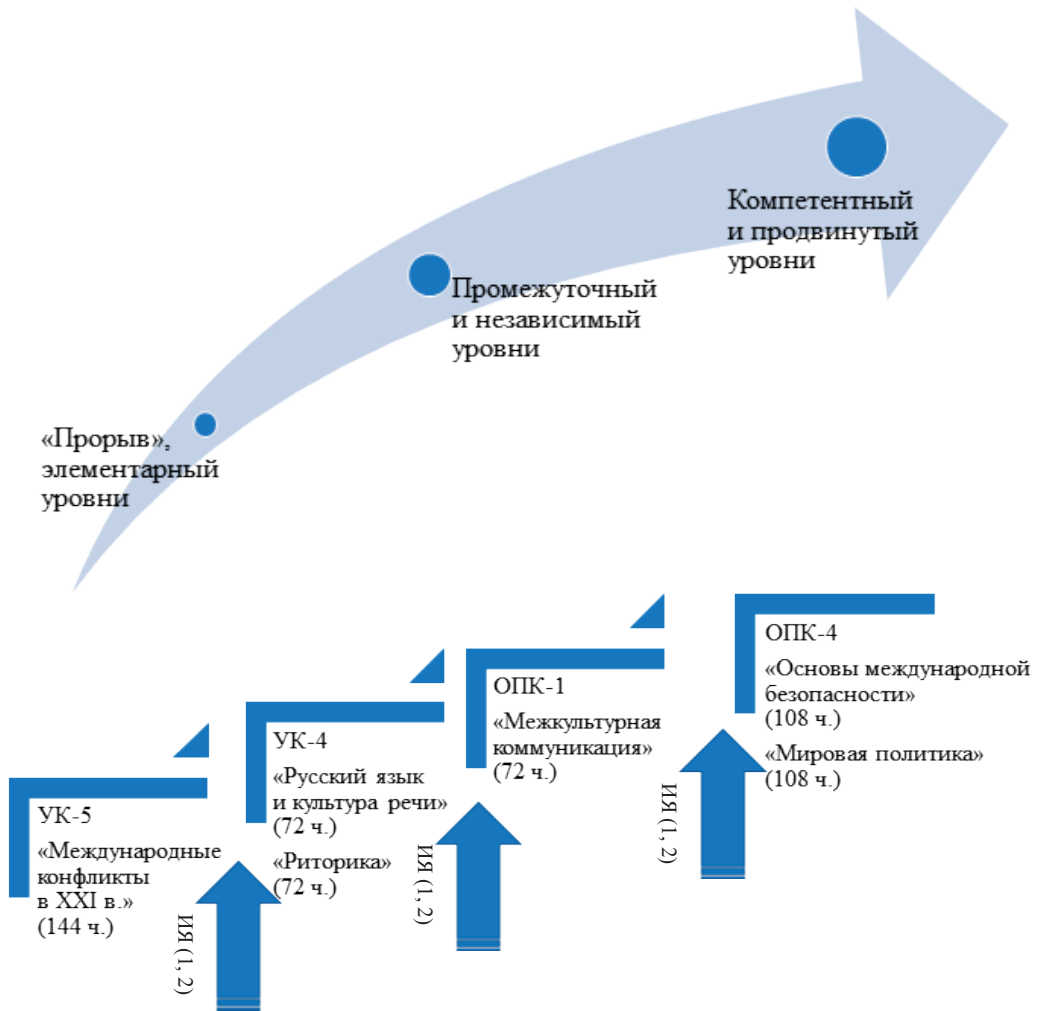 Компетентный
и продвинутый
уровни
Промежуточный
и независимый
уровни
«Прорыв»,
элементарный
уровни
УК-5
«Международные
конфликты
в XXI в.»
(144 ч.)
ИЯ (1, 2)
УК-4
«Русский язык
и культура речи»
(72 ч.)
«Риторика»
(72 ч.)
ИЯ (1, 2)
ОПК-1
«Межкультурная
коммуникация»
(72 ч.)
ИЯ (1, 2)
ОПК-4
«Основы международной
безопасности»
(108 ч.)
«Мировая политика»
(108 ч.)